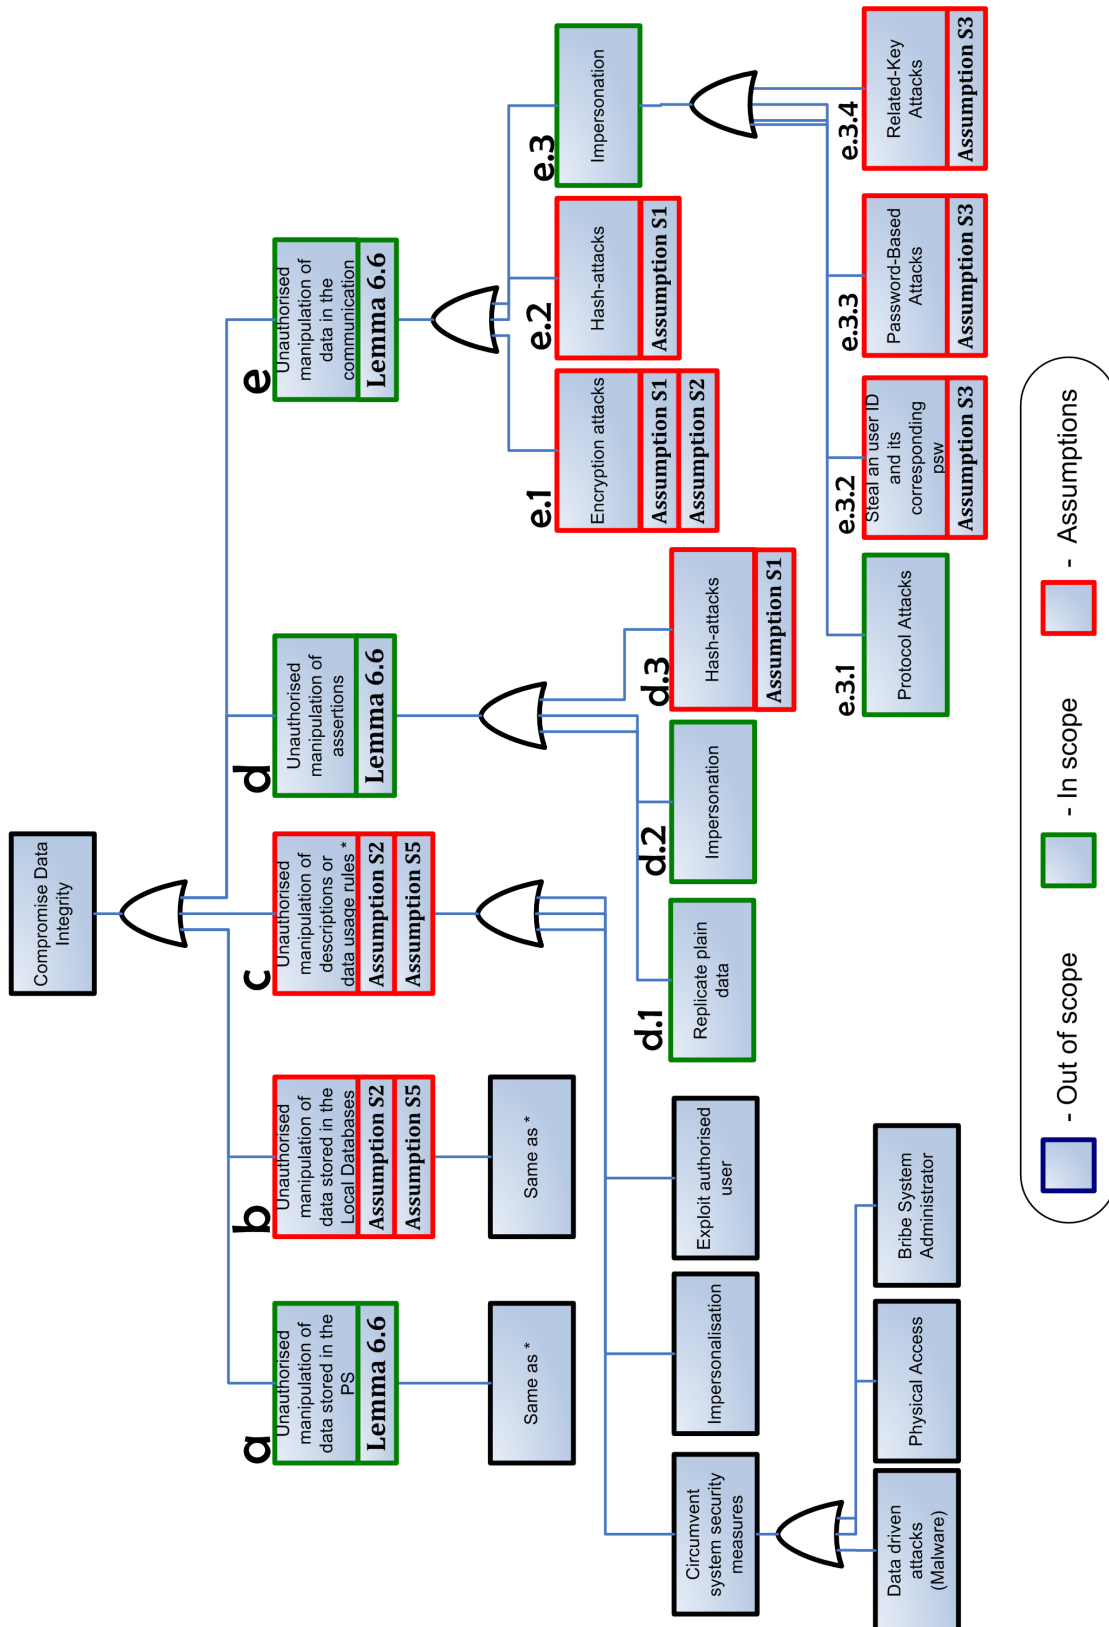 Compromise Data
Integrity
a
Unauthorised
manipulation of
data stored in the
PS
Lemma 6.6
b
Unauthorised
manipulation of
data stored in the
Local Databases
Assumption S2
Assumption S5
c
Unauthorised
manipulation of
descriptions or
data usage rules *
Assumption S2
Assumption S5
d
Unauthorised
manipulation of
assertions
Lemma 6.6
e
Unauthorised
manipulation of
data in the
communication
Lemma 6.6
Same as *
Same as *
e.1
Encryption attacks
Assumption S1
Assumption S2
e.2
Hash-attacks
Assumption S1
e.3
Impersonation
Circumvent
system security
measures
Impersonalisation
Exploit authorised
user
d.1
Replicate plain
data
d.2
Impersonation
d.3
Hash-attacks
Assumption S1
Data driven
attacks
(Malware)
Physical Access
Bribe System
Administrator
e.3.1
Protocol Attacks
e.3.2
Steal an user ID
and its
corresponding
psw
Assumption S3
e.3.3
Password-Based
Attacks
Assumption S3
e.3.4
Related-Key
Attacks
Assumption S3
- Out of scope
- In scope
- Assumptions